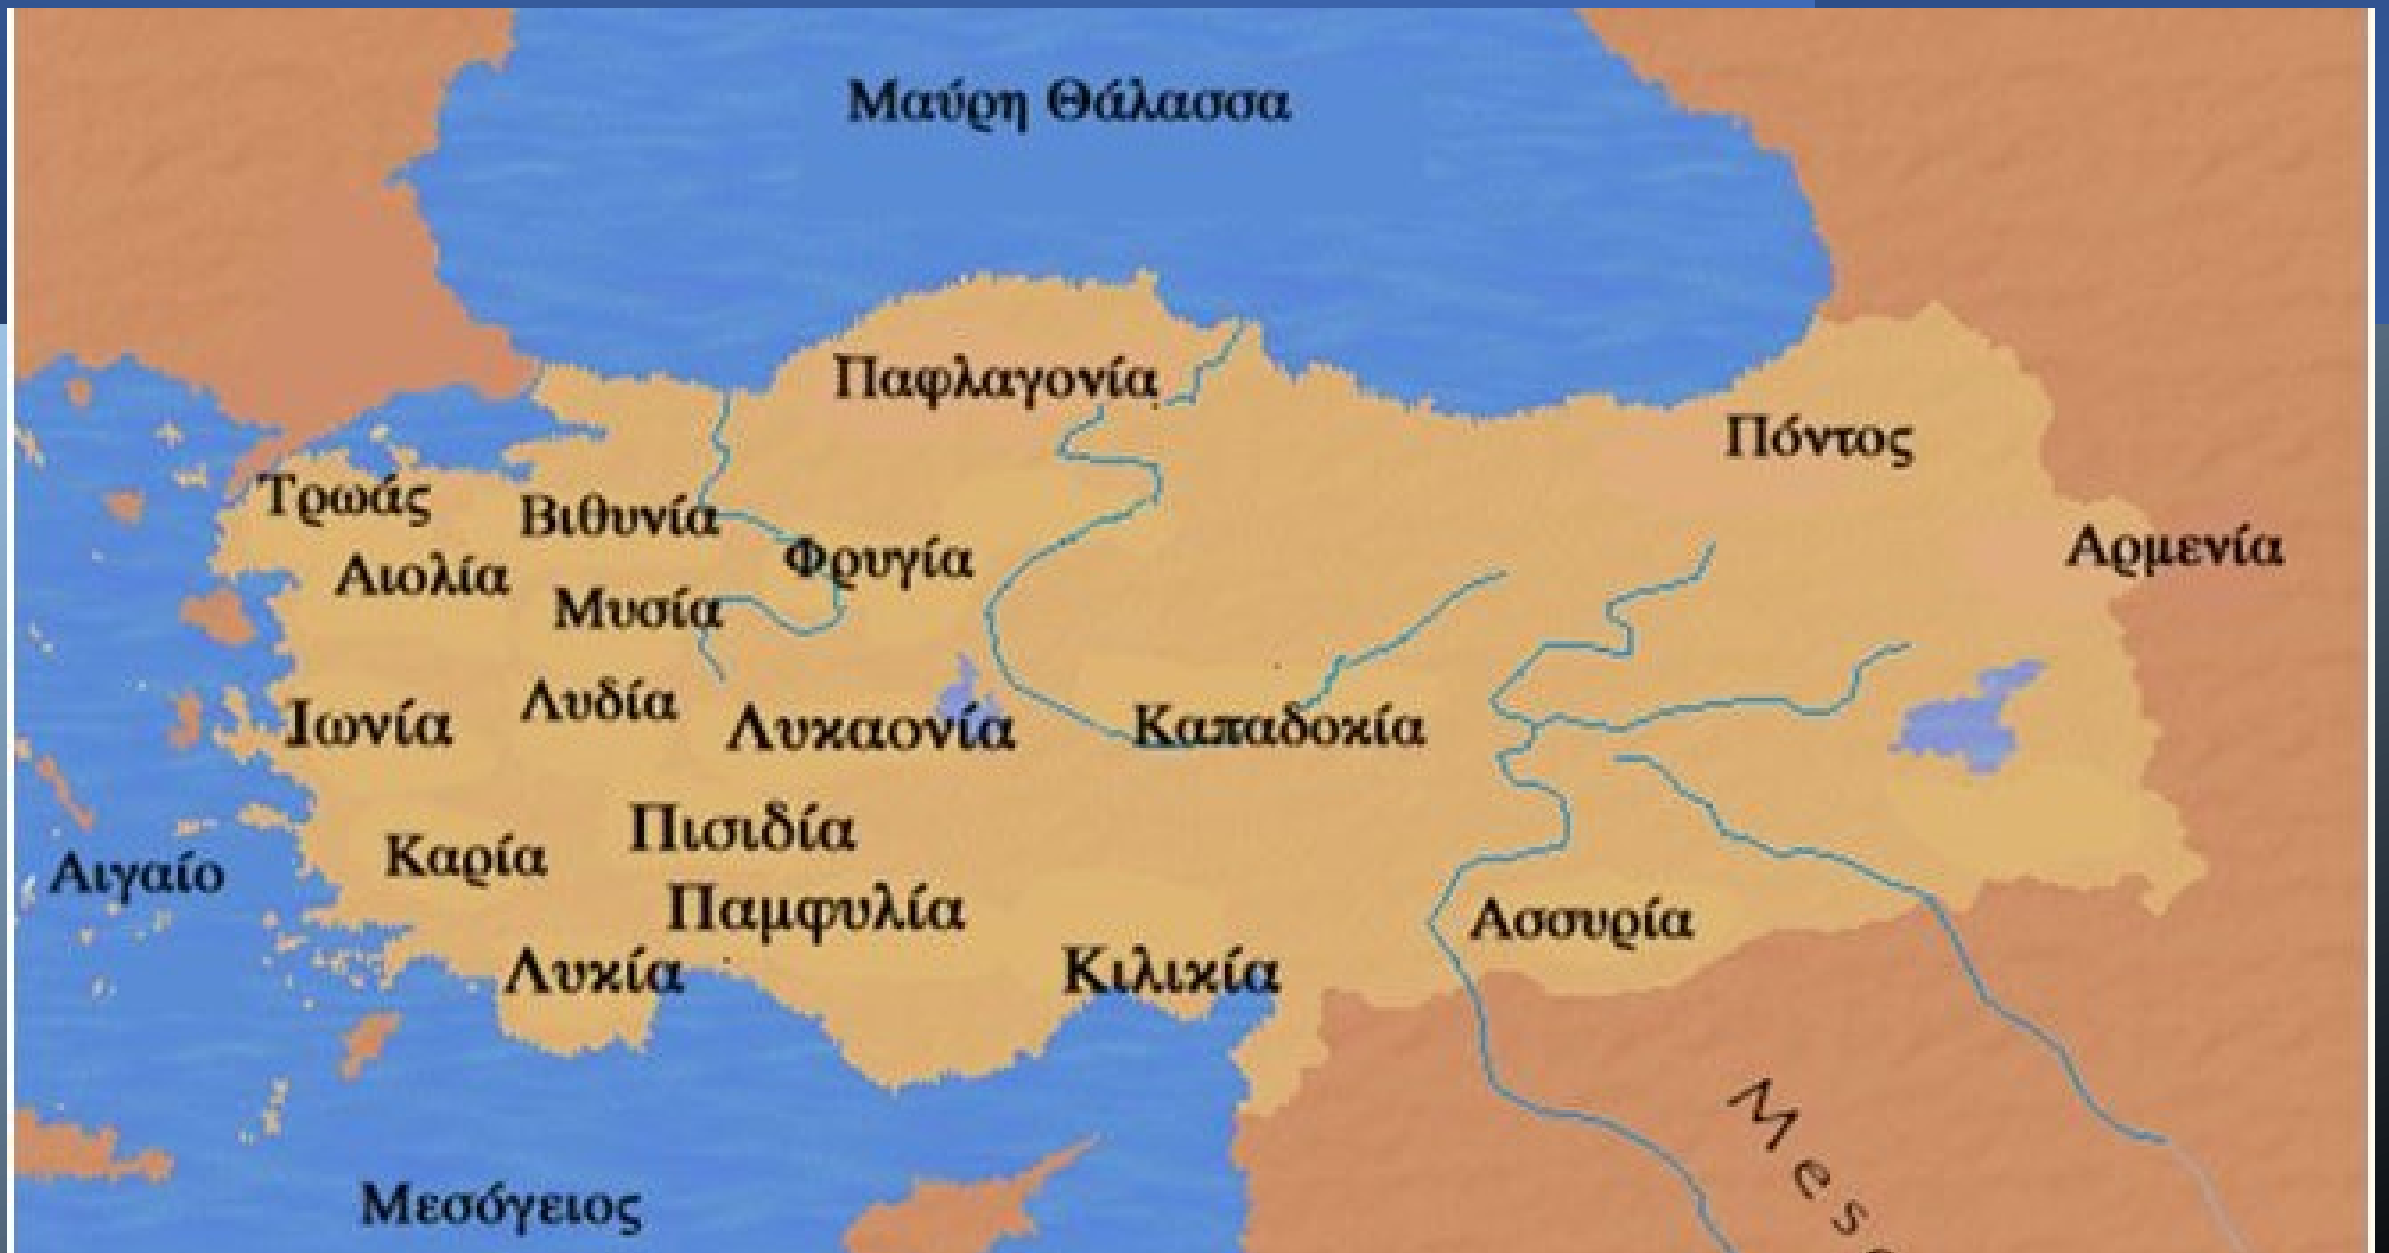 Μαύρη Θάλασσα
Παφλαγονία
Πόντος
Τρωάς
Βιθυνία
Φρυγία
Αρμενία
Αιολία
Μυσία
Ιωνία
Λυδία
Λυκαονία
Καπαδοκία
Καρία
Πισιδία
Αιγαίο
Παμφυλία
Ασσυρία
Λυκία
Κιλικία
Μεσόγειος
Mes